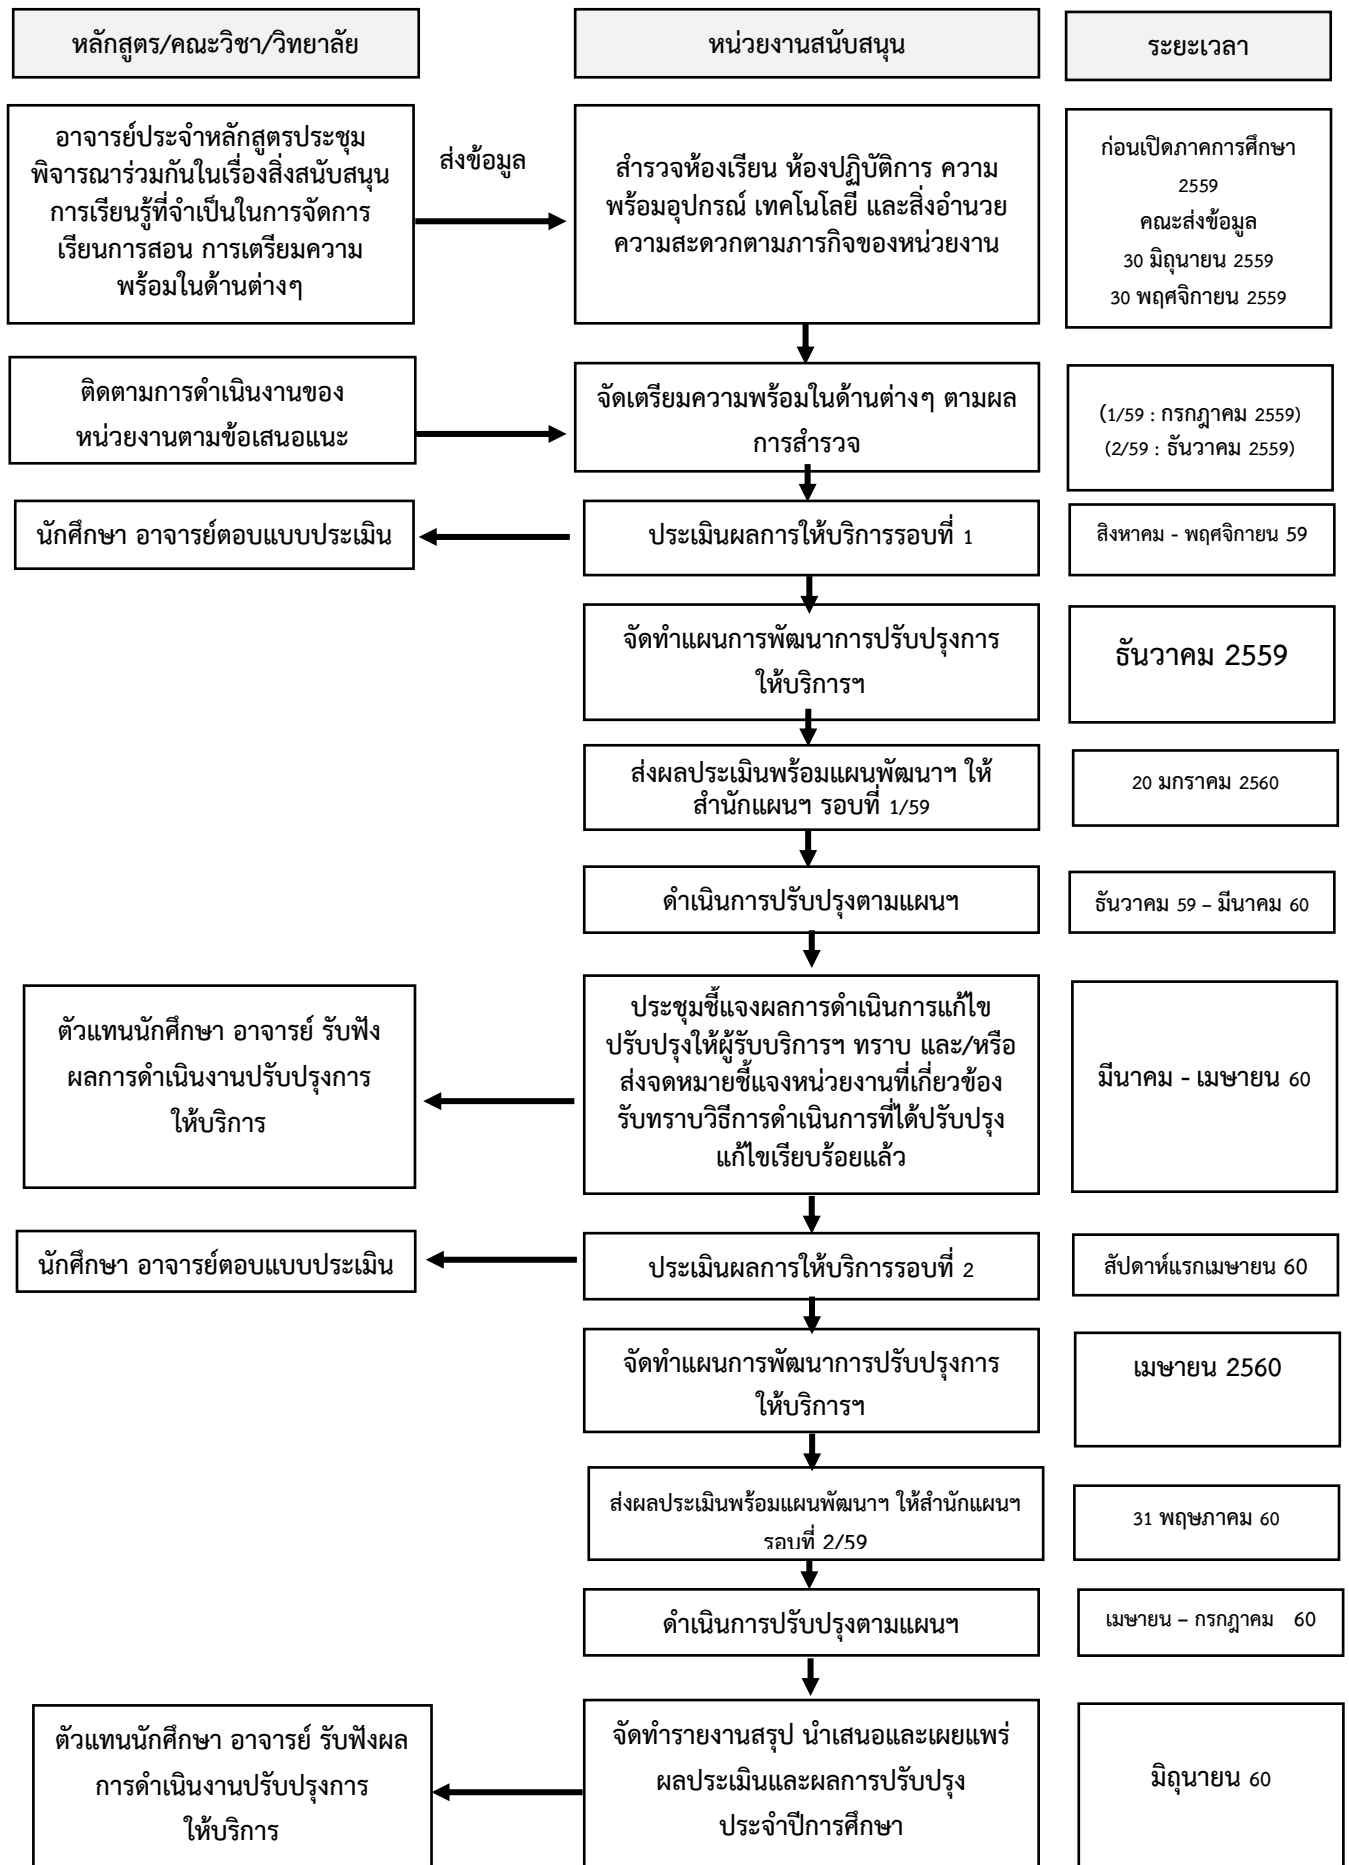 หลักสูตร/คณะวิชา/วิทยาลัย
หน่วยงานสนับสนุน
ระยะเวลา
อาจารย์ประจำหลักสูตรประชุม
พิจารณาร่วมกันในเรื่องสิ่งสนับสนุน
การเรียนรู้ที่จำเป็นในการจัดการ
เรียนการสอน การเตรียมความ
พร้อมในด้านต่างๆ
ส่งข้อมูล
สำรวจห้องเรียน ห้องปฏิบัติการ ความ
พร้อมอุปกรณ์ เทคโนโลยี และสิ่งอำนวย
ความสะดวกตามภารกิจของหน่วยงาน
ก่อนเปิดภาคการศึกษา
2559
คณะส่งข้อมูล
30 มิถุนายน 2559
30 พฤศจิกายน 2559
ติดตามการดำเนินงานของ
หน่วยงานตามข้อเสนอแนะ
จัดเตรียมความพร้อมในด้านต่างๆ ตามผล
การสำรวจ
(1/59 : กรกฎาคม 2559)
(2/59 : ธันวาคม 2559)
นักศึกษา อาจารย์ตอบแบบประเมิน
ประเมินผลการให้บริการรอบที่ 1
สิงหาคม - พฤศจิกายน 59
จัดทำแผนการพัฒนาการปรับปรุงการ
ให้บริการฯ
ธันวาคม 2559
ส่งผลประเมินพร้อมแผนพัฒนาฯ ให้
สำนักแผนฯ รอบที่ 1/59
20 มกราคม 2560
ดำเนินการปรับปรุงตามแผนฯ
ธันวาคม 59 – มีนาคม 60
ตัวแทนนักศึกษา อาจารย์ รับฟัง
ผลการดำเนินงานปรับปรุงการ
ให้บริการ
ประชุมชี้แจงผลการดำเนินการแก้ไข
ปรับปรุงให้ผู้รับบริการฯ ทราบ และ/หรือ
ส่งจดหมายชี้แจงหน่วยงานที่เกี่ยวข้อง
รับทราบวิธีการดำเนินการที่ได้ปรับปรุง
แก้ไขเรียบร้อยแล้ว
มีนาคม - เมษายน 60
นักศึกษา อาจารย์ตอบแบบประเมิน
ประเมินผลการให้บริการรอบที่ 2
สัปดาห์แรกเมษายน 60
จัดทำแผนการพัฒนาการปรับปรุงการ
ให้บริการฯ
เมษายน 2560
ส่งผลประเมินพร้อมแผนพัฒนาฯ ให้สำนักแผนฯ
รอบที่ 2/59
31 พฤษภาคม 60
ดำเนินการปรับปรุงตามแผนฯ
เมษายน – กรกฎาคม 60
ตัวแทนนักศึกษา อาจารย์ รับฟังผล
การดำเนินงานปรับปรุงการ
ให้บริการ
จัดทำรายงานสรุป นำเสนอและเผยแพร่
ผลประเมินและผลการปรับปรุง
ประจำปีการศึกษา
มิถุนายน 60